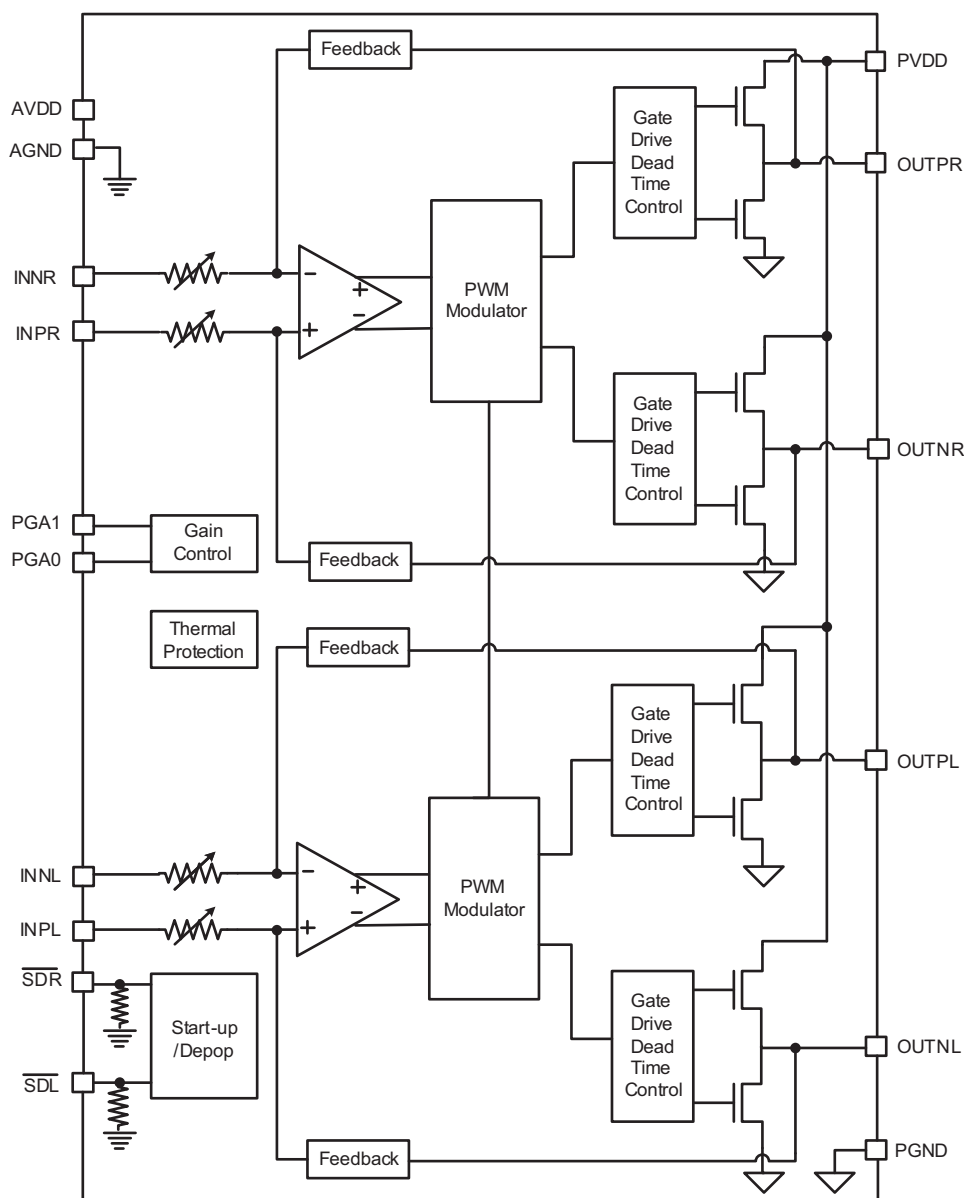 Feedback
PVDD
AVDD
AGND
Gate
Drive
Dead
Time
Control
OUTPR
INNR
INPR
−
+
+
−
PWM
Modulator
Gate
Drive
Dead
Time
Control
OUTNR
PGA1
PGA0
Gain
Control
Feedback
Thermal
Protection
Feedback
Gate
Drive
Dead
Time
Control
OUTPL
INNL
INPL
−
+
+
−
PWM
Modulator
SDR
SDL
Start-up
/Depop
Gate
Drive
Dead
Time
Control
OUTNL
Feedback
PGND